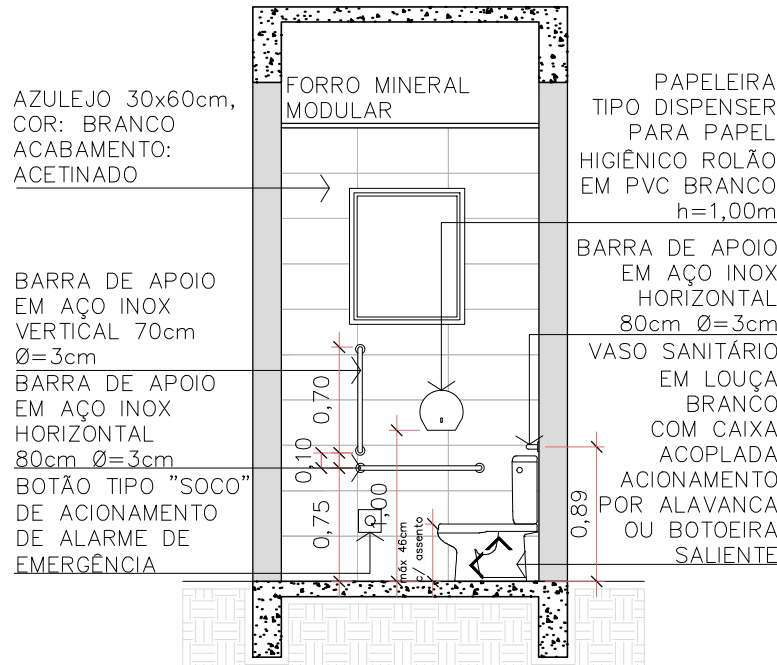 AZULEJO 30x60cm,
COR: BRANCO
ACABAMENTO:
ACETINADO
FORRO MINERAL
MODULAR
PAPELEIRA
TIPO DISPENSER
PARA PAPEL
HIGIÊNICO ROLÃO
EM PVC BRANCO
h=1,00m
BARRA DE APOIO
EM AÇO INOX
VERTICAL 70cm
Ø=3cm
BARRA DE APOIO
EM AÇO INOX
HORIZONTAL
80cm Ø=3cm
BOTÃO TIPO "SOCO"
DE ACIONAMENTO
DE ALARME DE
EMERGÊNCIA
BARRA DE APOIO
EM AÇO INOX
HORIZONTAL
80cm Ø=3cm
VASO SANITÁRIO
EM LOUÇA
BRANCO
COM CAIXA
ACOPLADA
ACIONAMENTO
POR ALAVANCA
OU BOTOEIRA
SALIENTE
0,70
0,10
0,75
1,00
máx 46cm
c/ assento
0,89